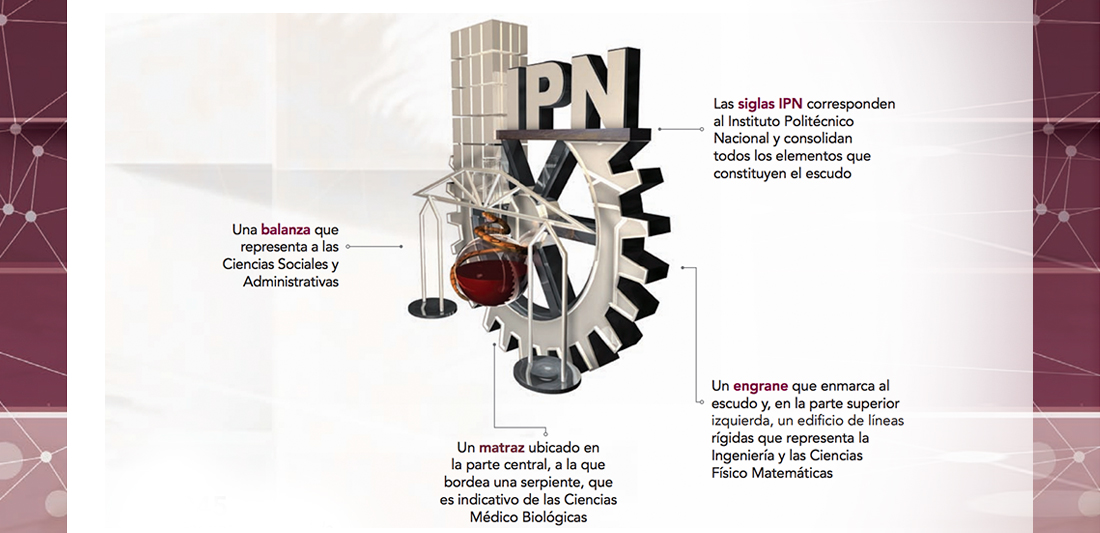 IPN
Las siglas IPN corresponden
al Instituto Politécnico
Nacional y consolidan
todos los elementos que
constituyen el escudo
Una balanza que
representa a las
Ciencias Sociales y
Administrativas
Un engrane que enmarca al
escudo y, en la parte superior
izquierda, un edificio de líneas
rígidas que representa la
Ingeniería y las Ciencias
Físico Matemáticas
Un matraz ubicado en
la parte central, a la que
bordea una serpiente, que
es indicativo de las Ciencias
Médico Biológicas